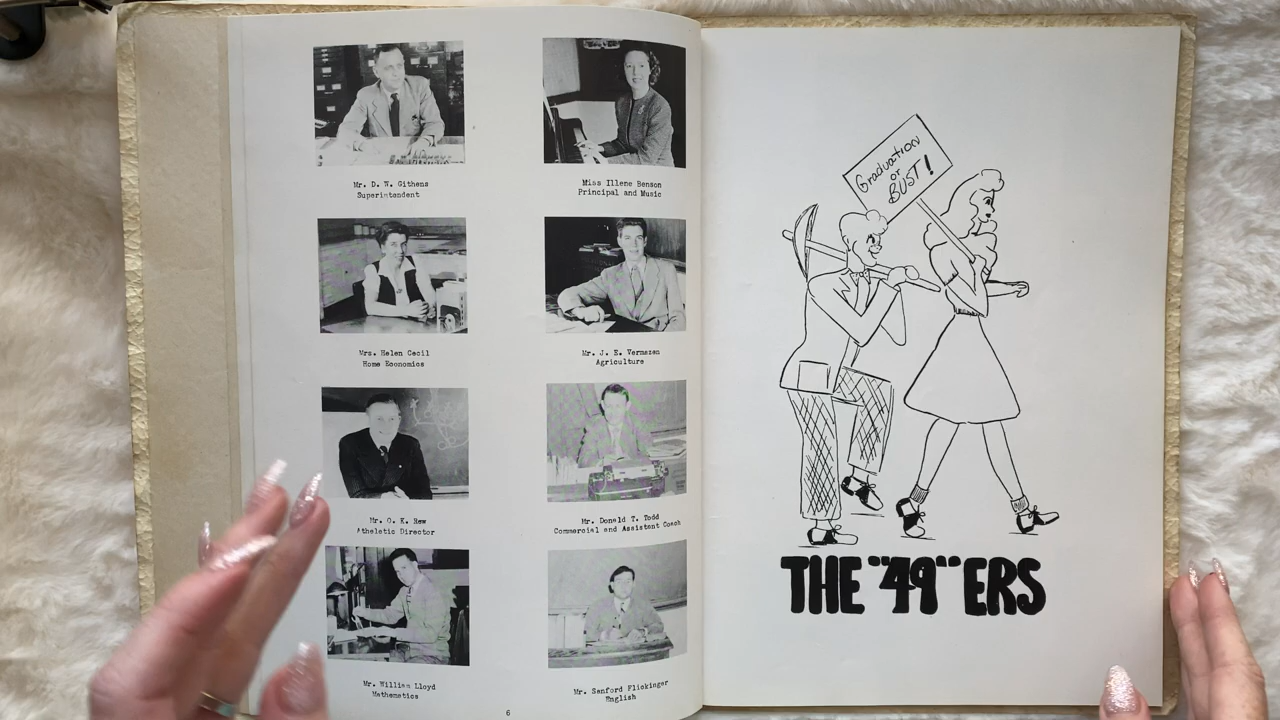 Mr. D. W. Githens
Superintendent
Miss Illene Benson
Principal and Music
Mrs. Helen Cecil
Home Economics
Mr. J. E. Vermazen
Agriculture
Mr. O. K. Rew
Atheletic Director
Mr. Donald T. Todd
Commercial and Assistent Coach
Mr. William Lloyd
Mathematics
Mr. Sanford Flickinger
English
6
Graduation
or
BUST!
THE "49" ERS